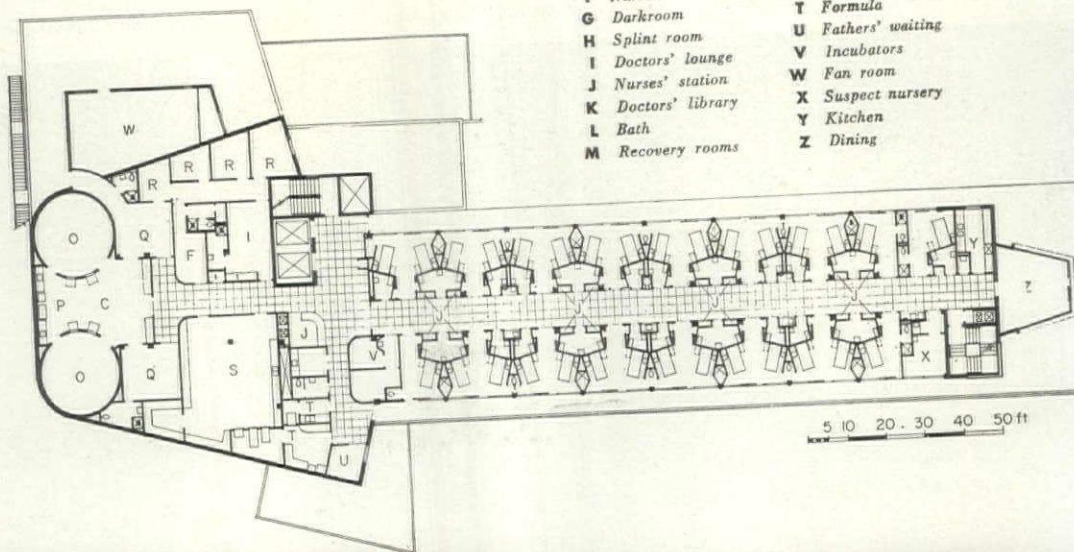 G Darkroom
H Splint room
I Doctors' lounge
J Nurses' station
K Doctors' library
L Bath
M Recovery rooms
T Formula
U Fathers' waiting
V Incubators
W Fan room
X Suspect nursery
Y Kitchen
Z Dining
W
R R R R
O Q F I
P C
O Q S J V
T
T
U
J J J J
Y
Z
X
5 10 20 30 40 50 ft